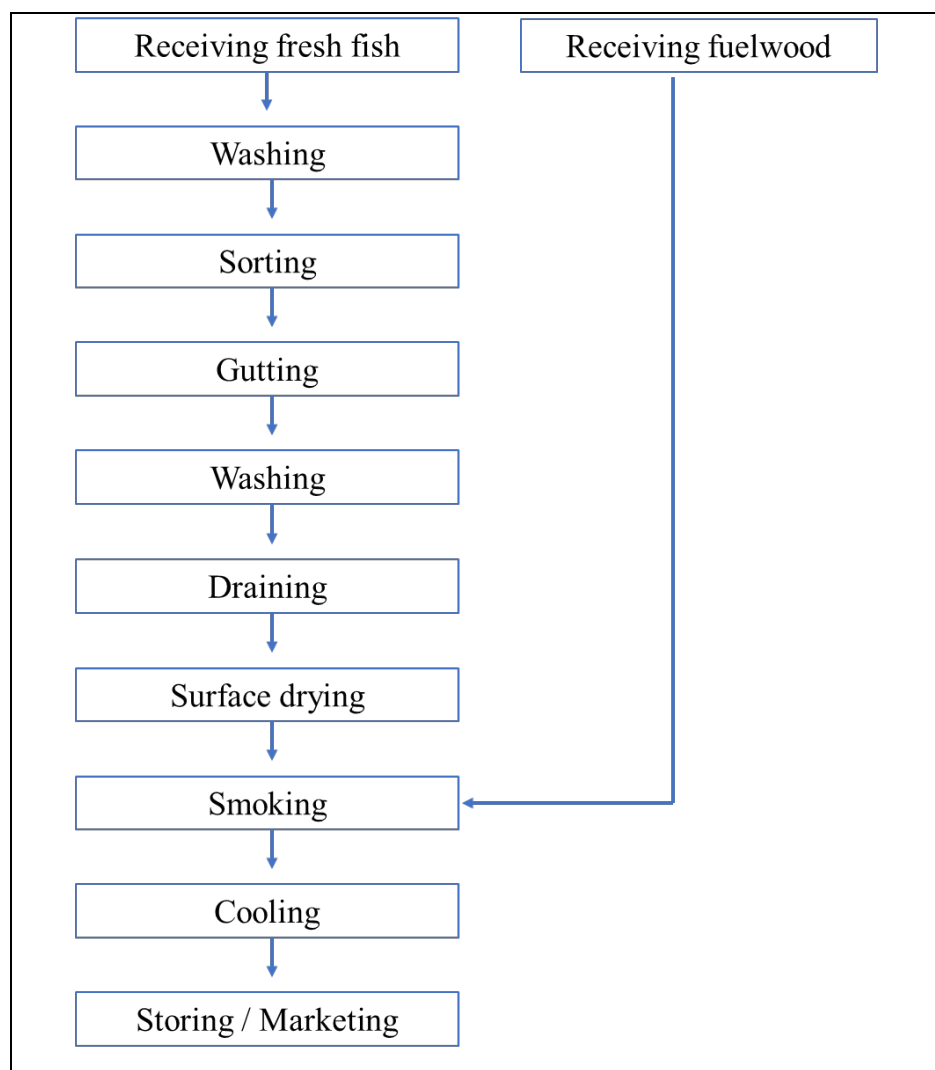 Receiving fresh fish
Receiving fuelwood
Washing
Sorting
Gutting
Washing
Draining
Surface drying
Smoking
Cooling
Storing / Marketing